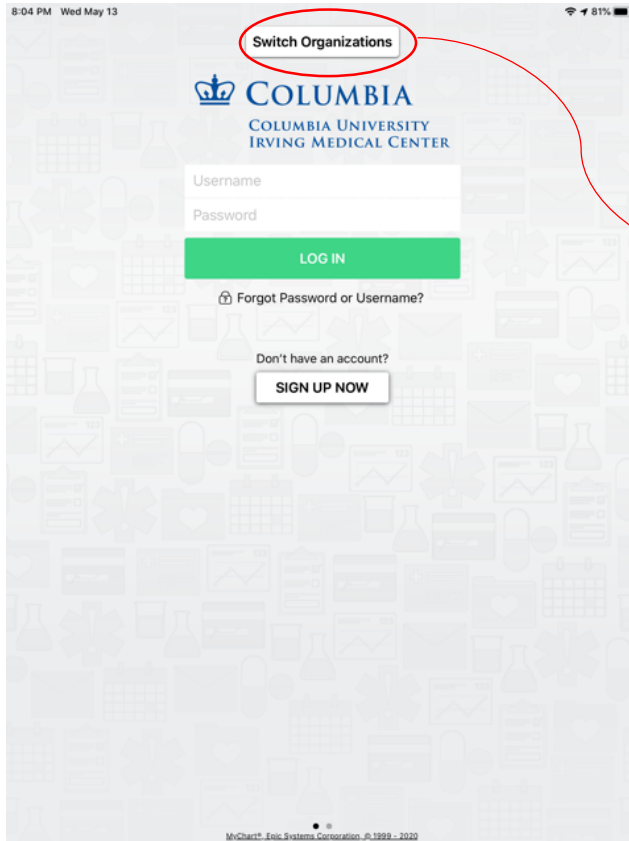 8:04 PM Wed May 13 81%
Switch Organizations
COLUMBIA
COLUMBIA UNIVERSITY
IRVING MEDICAL CENTER
Username
Password
LOG IN
Forgot Password or Username?
Don't have an account?
SIGN UP NOW
MyChart®, Epic Systems Corporation, © 1999 - 2020